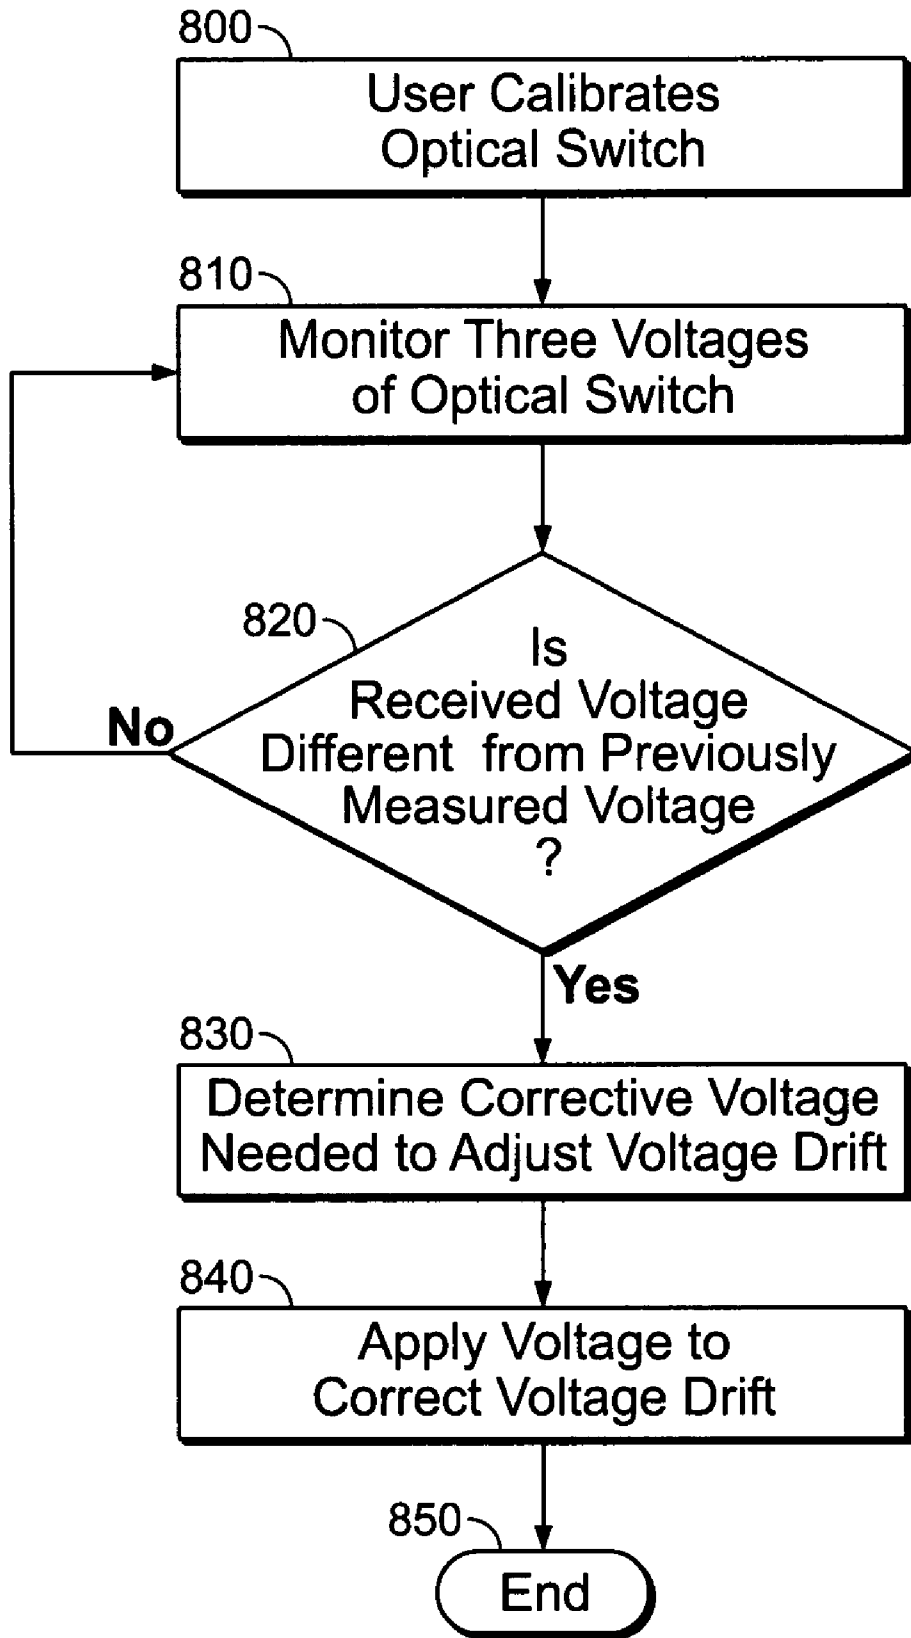 800
User Calibrates
Optical Switch
810
Monitor Three Voltages
of Optical Switch
820
Is
Received Voltage
Different from Previously
Measured Voltage
?
No
Yes
830
Determine Corrective Voltage
Needed to Adjust Voltage Drift
840
Apply Voltage to
Correct Voltage Drift
850
End